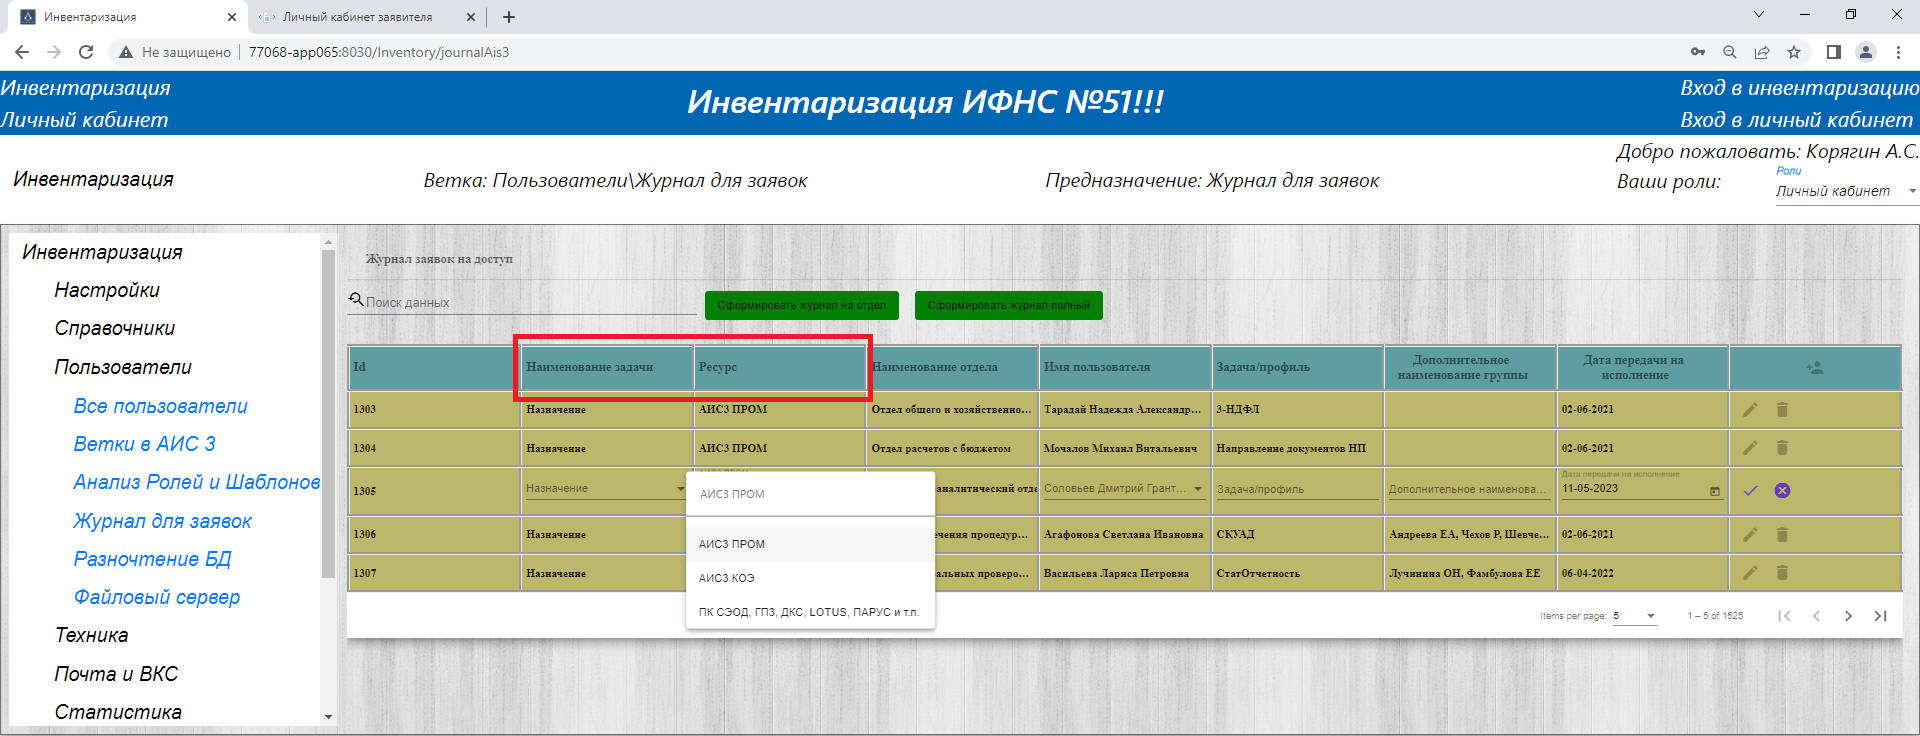 Инвентаризация
Личный кабинет заявителя
Не защищено
77068-app065:8030/Inventory/journalAis3
Инвентаризация
Личный кабинет
Инвентаризация ИФНС №51!!!
Вход в инвентаризацию
Вход в личный кабинет
Добро пожаловать: Корягин А.С.
Инвентаризация
Ветка: Пользователи\Журнал для заявок
Предназначение: Журнал для заявок
Ваши роли:
Роли
Личный кабинет
Инвентаризация
Настройки
Справочники
Пользователи
Все пользователи
Ветки в АИС 3
Анализ Ролей и Шаблонов
Журнал для заявок
Разночтение БД
Файловый сервер
Техника
Почта и ВКС
Статистика
Журнал заявок на доступ
Поиск данных
Сформировать журнал на отдел
Сформировать журнал полный
Id
Наименование задачи
Ресурс
Наименование отдела
Имя пользователя
Задача/профиль
Дополнительное
наименование группы
Дата передачи на
исполнение
1303
Назначение
АИС3 ПРОМ
Отдел общего и хозяйственно...
Тарадай Надежда Александр...
3-НДФЛ
02-06-2021
1304
Назначение
АИС3 ПРОМ
Отдел расчетов с бюджетом
Мочалов Михаил Витальевич
Направление документов НП
02-06-2021
1305
Назначение
аналитический отде
Соловьев Дмитрий Грант...
Задача/профиль
Дополнительное наименова...
Дата передачи на исполнение
11-05-2023
1306
Назначение
ечения процедур...
Агафонова Светлана Ивановна
СКУАД
Андреева ЕА, Чехов Р, Шевче...
02-06-2021
1307
Назначение
альных проверо...
Васильева Лариса Петровна
СтатОтчетность
Лучинина ОН, Фамбулова ЕЕ
06-04-2022
АИС3 ПРОМ
АИС3 ПРОМ
АИС3 КОЭ
ПК СЭОД, ГПЗ, ДКС, LOTUS, ПАРУС и т.п.
Items per page:
5
1 – 5 of 1525